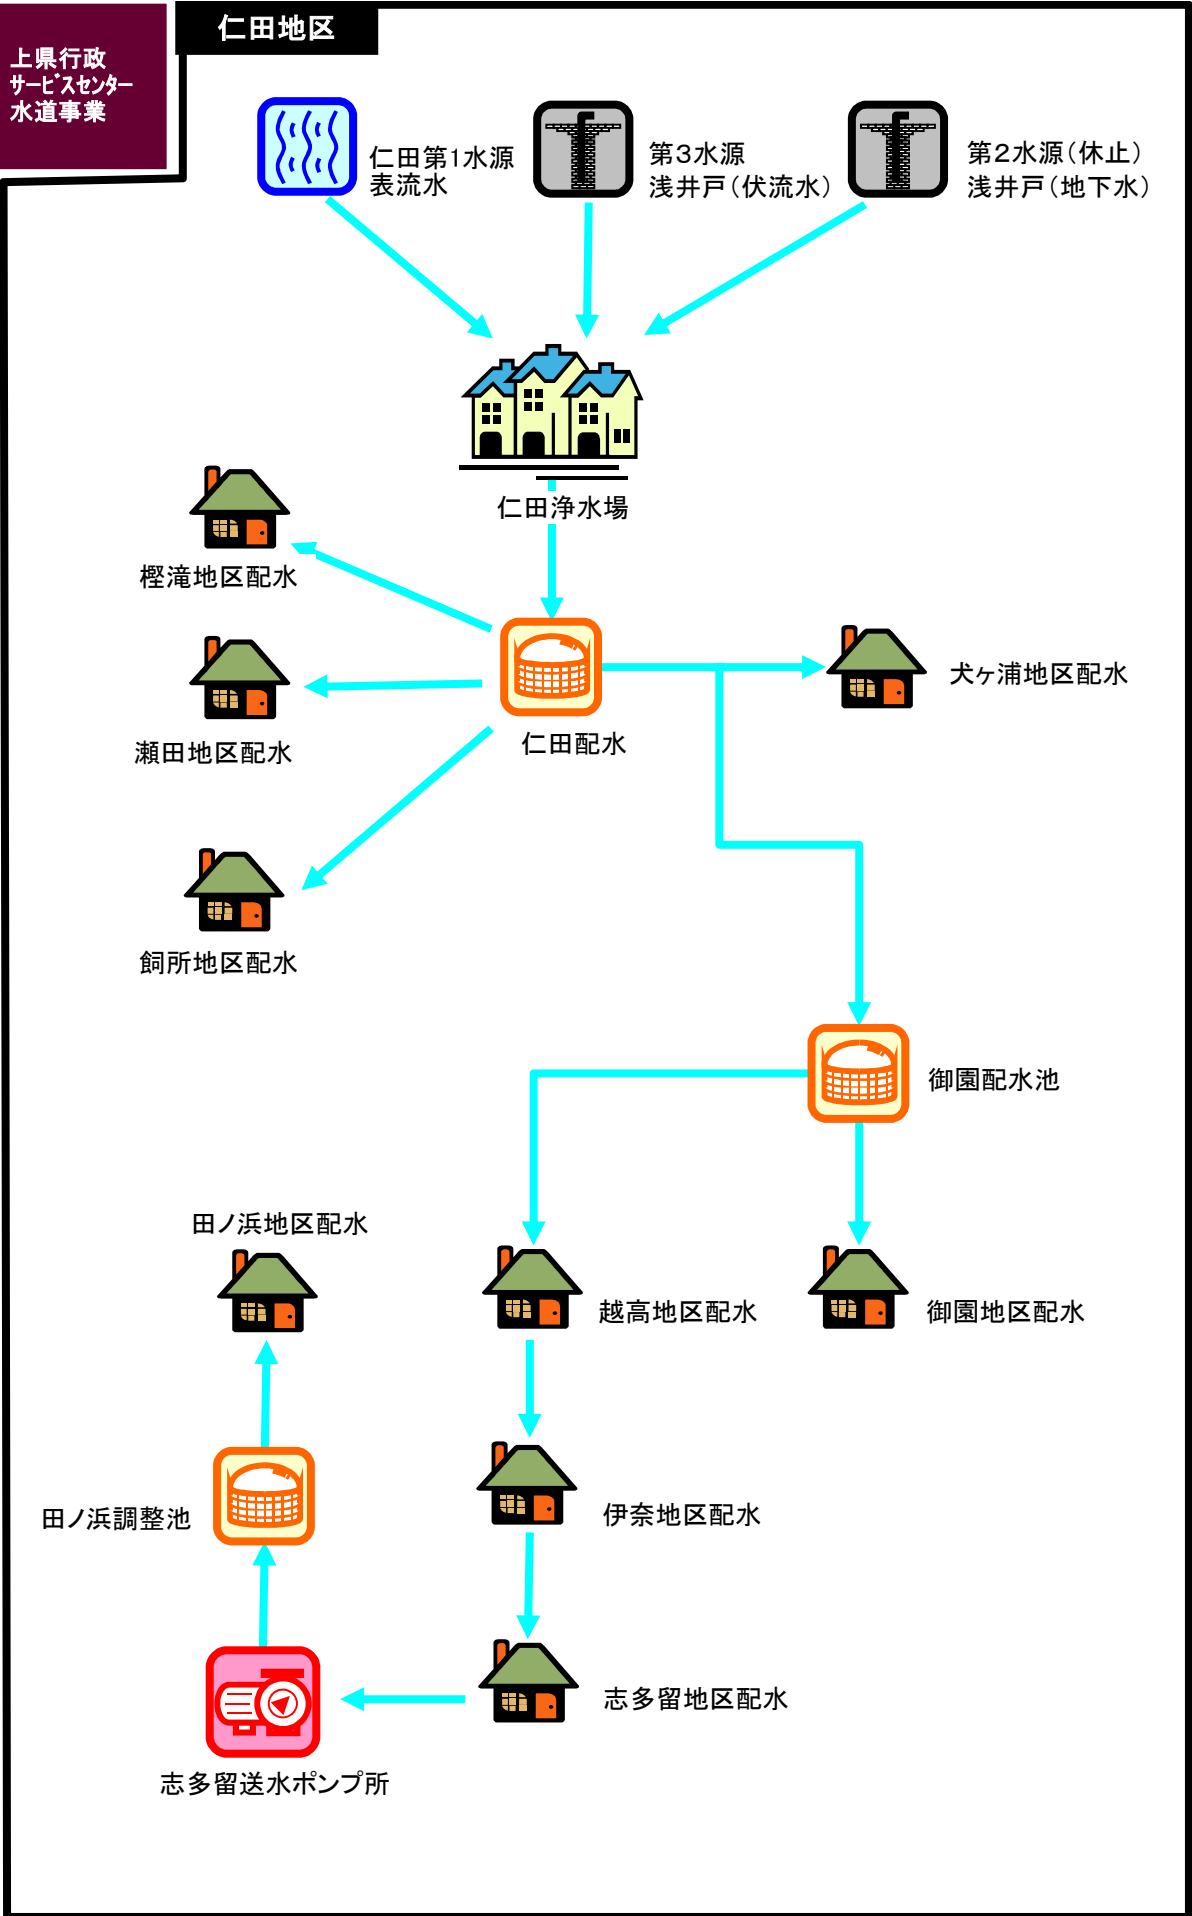 上県行政
サービスセンター
水道事業
仁田地区
仁田第1水源
表流水
第3水源
浅井戸（伏流水）
第2水源（休止）
浅井戸（地下水）
仁田浄水場
樫滝地区配水
瀬田地区配水
仁田配水
犬ヶ浦地区配水
飼所地区配水
御園配水池
田ノ浜地区配水
越高地区配水
御園地区配水
田ノ浜調整池
伊奈地区配水
志多留地区配水
志多留送水ポンプ所